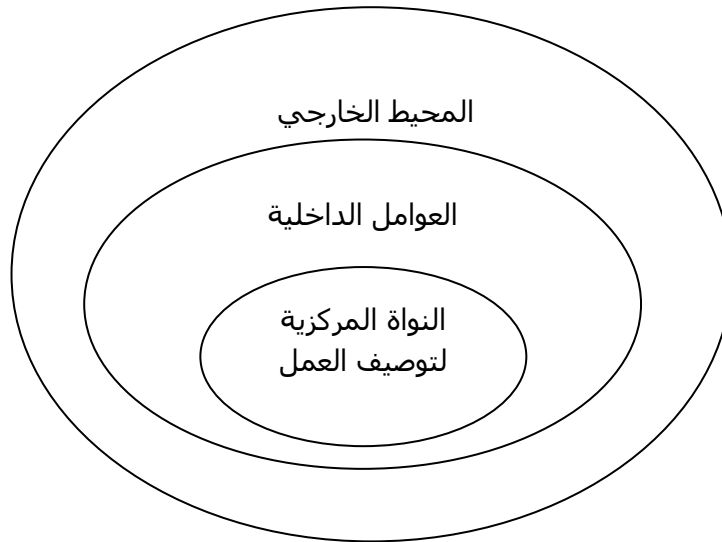 المحيط الخارجي
العوامل الداخلية
النواة المركزية
لتوصيف العمل